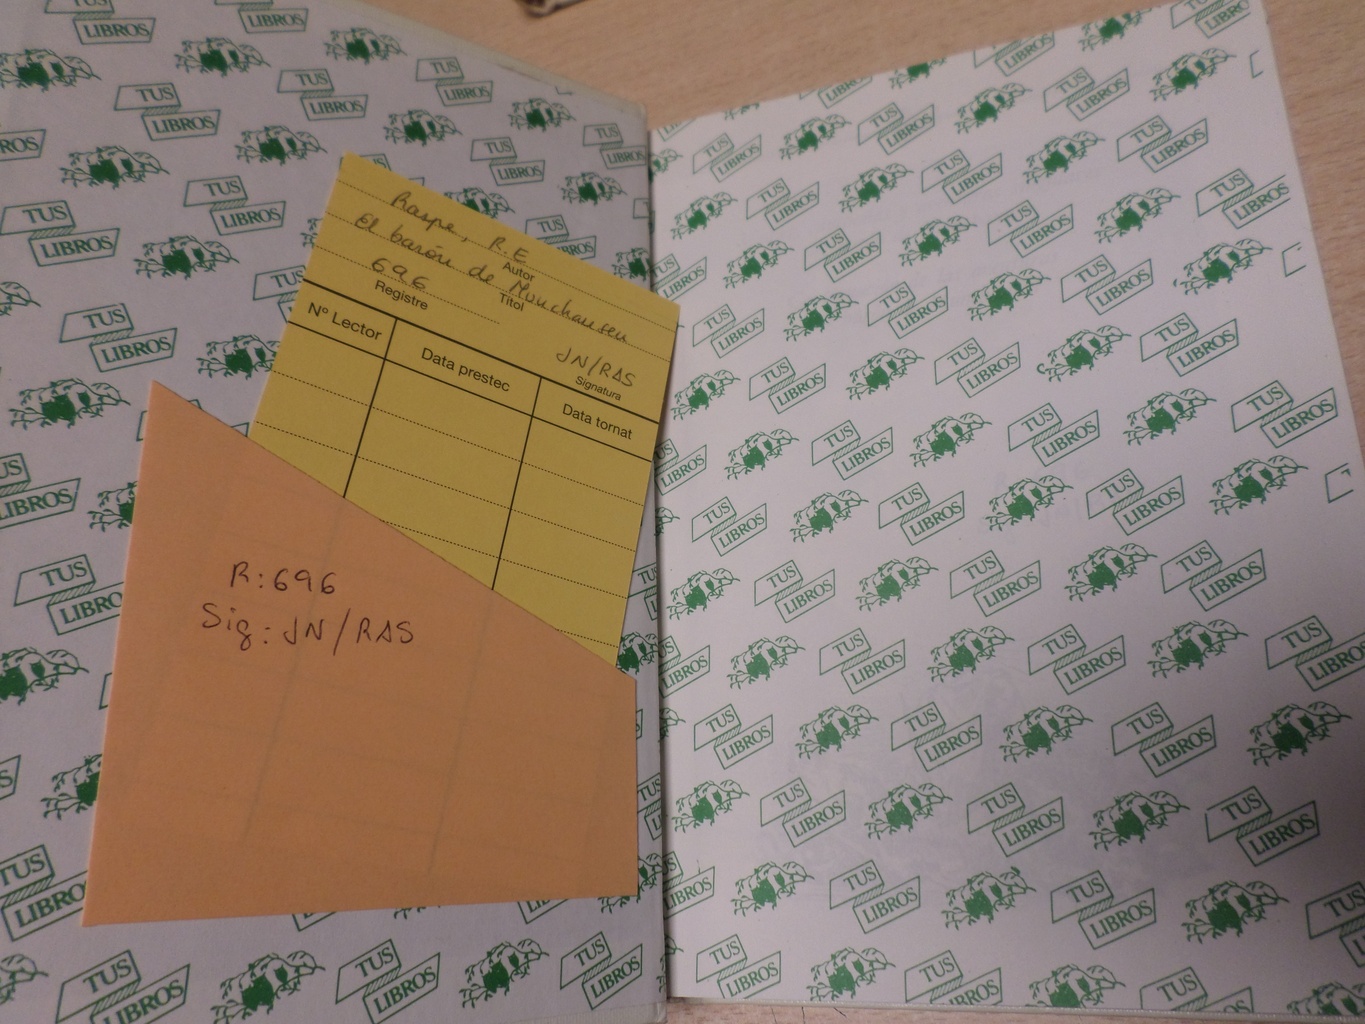 Raspe, R.E
Autor
El barón de Mounchausen
Títol
696
Registre
JN/RAS
Signatura
Nº Lector
Data prestec
Data tornat
R:696
Sig: JN/RAS
TUS
LIBROS